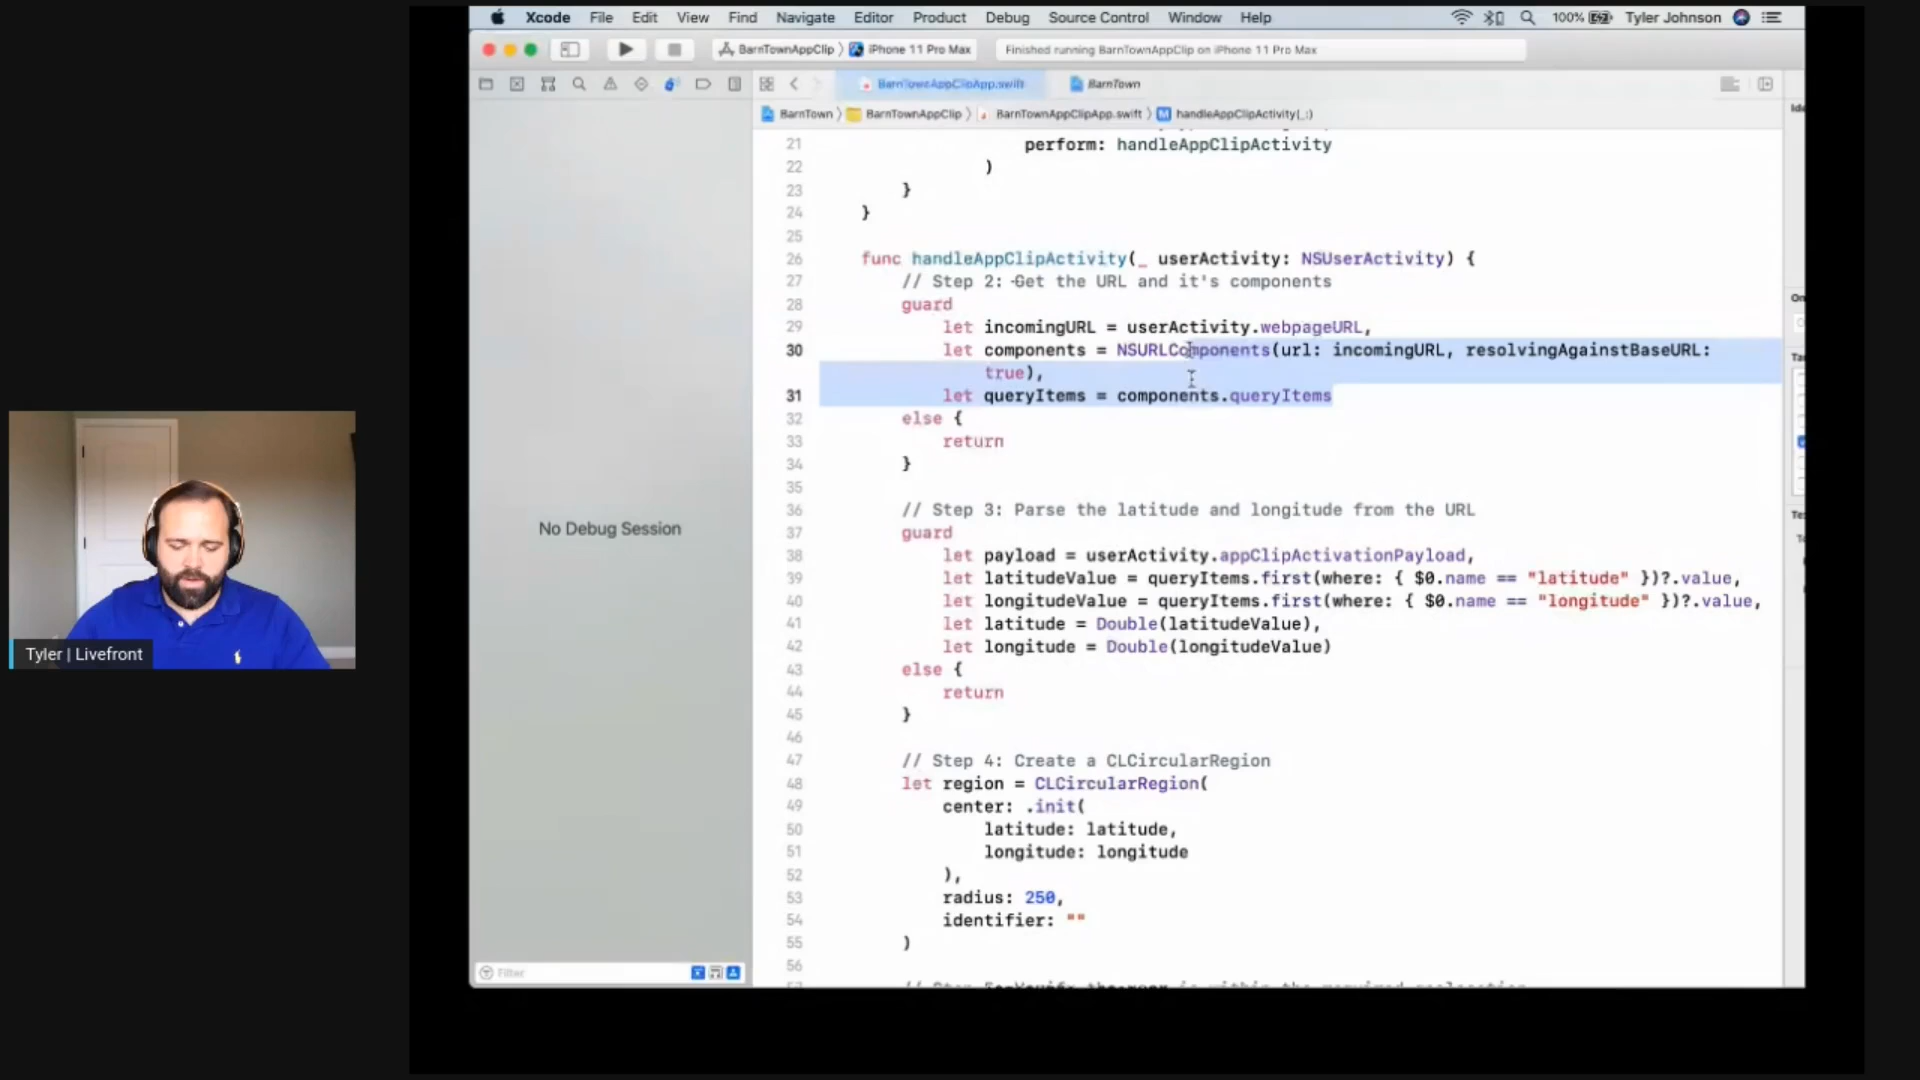 Xcode File Edit View Find Navigate Editor Product Debug Source Control Window Help 100% Tyler Johnson
BarnTownAppClip iPhone 11 Pro Max Finished running BarnTownAppClip on iPhone 11 Pro Max
BarnTownAppClipApp.swift BarnTown
BarnTown BarnTownAppClip BarnTownAppClipApp.swift M handleAppClipActivity(_:)
21 perform: handleAppClipActivity
22 )
23 }
24 }
25
26 func handleAppClipActivity(_ userActivity: NSUserActivity) {
27 // Step 2: Get the URL and it's components
28 guard
29 let incomingURL = userActivity.webpageURL,
30 let components = NSURLComponents(url: incomingURL, resolvingAgainstBaseURL:
true),
31 let queryItems = components.queryItems
32 else {
33 return
34 }
35
36 // Step 3: Parse the latitude and longitude from the URL
37 guard
38 let payload = userActivity.appClipActivationPayload,
39 let latitudeValue = queryItems.first(where: { $0.name == "latitude" })?.value,
40 let longitudeValue = queryItems.first(where: { $0.name == "longitude" })?.value,
41 let latitude = Double(latitudeValue),
42 let longitude = Double(longitudeValue)
43 else {
44 return
45 }
46
47 // Step 4: Create a CLCircularRegion
48 let region = CLCircularRegion(
49 center: .init(
50 latitude: latitude,
51 longitude: longitude
52 ),
53 radius: 250,
54 identifier: ""
55 )
56
No Debug Session
Filter
Tyler | Livefront